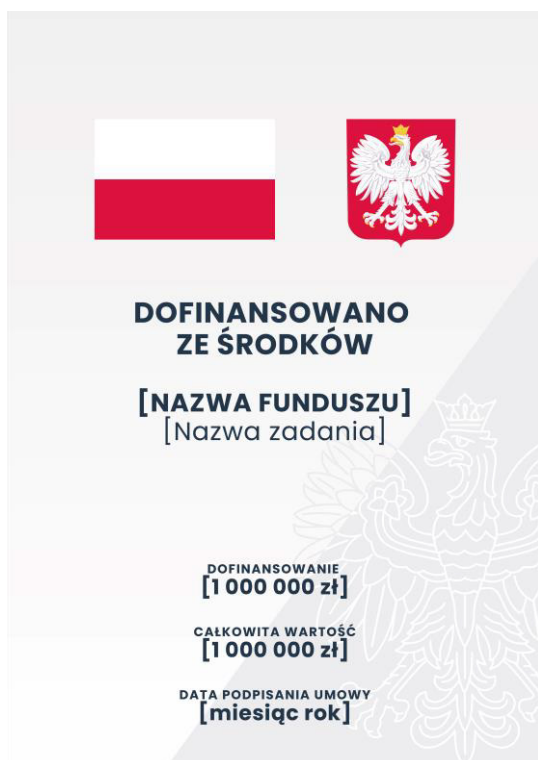 DOFINANSOWANO
ZE ŚRODKÓW
[NAZWA FUNDUSZU]
[Nazwa zadania]
DOFINANSOWANIE
[1 000 000 zł]
CAŁKOWITA WARTOŚĆ
[1 000 000 zł]
DATA PODPISANIA UMOWY
[miesiąc rok]